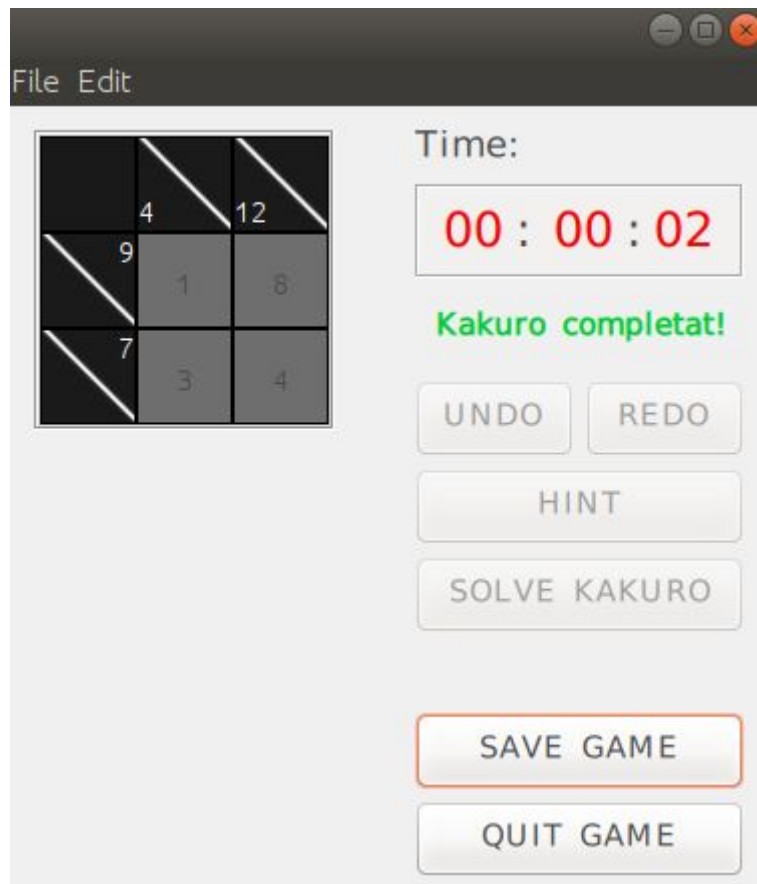 File Edit
4 12
9 1 8
7 3 4
Time:
00 : 00 : 02
Kakuro completat!
UNDO REDO
HINT
SOLVE KAKURO
SAVE GAME
QUIT GAME